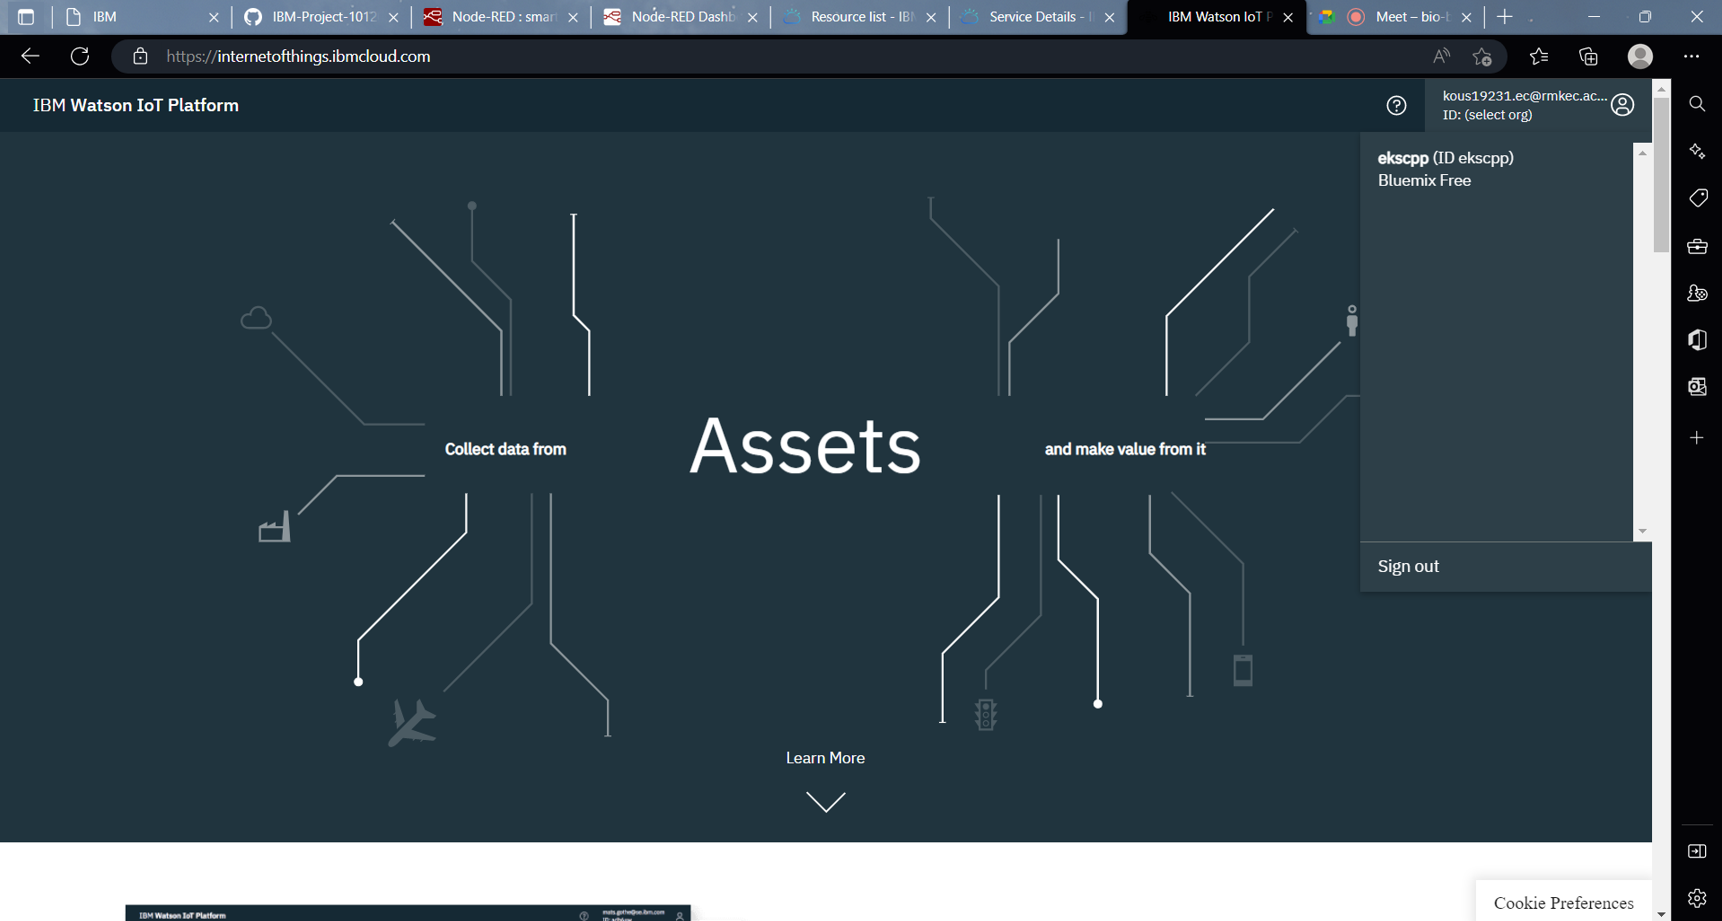 IBM
IBM-Project-1012
Node-RED : smar
Node-RED Dashb
Resource list - IB
Service Details - I
IBM Watson IoT P
Meet – bio-
https://internetofthings.ibmcloud.com
IBM Watson IoT Platform
kous19231.ec@rmkec.ac...
ID: (select org)
ekscpp (ID ekscpp)
Bluemix Free
Collect data from
Assets
and make value from it
Sign out
Learn More
Cookie Preferences
IBM Watson IoT Platform